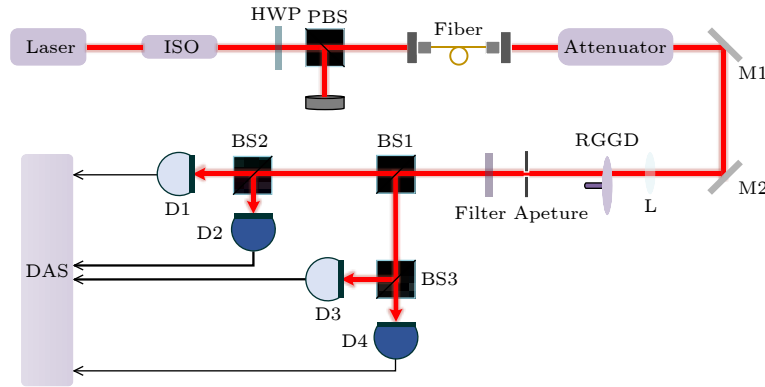 HWP PBS Fiber
Laser ISO Attenuator
M1
BS2 BS1 RGGD
M2
D1 Filter Apeture L
D2
DAS BS3
D3
D4